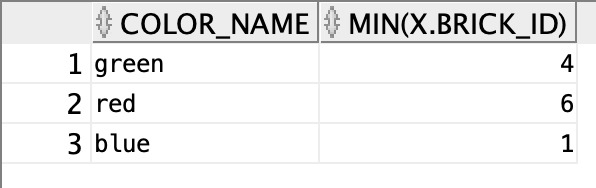 COLOR_NAME MIN(X.BRICK_ID)
1 green 4
2 red 6
3 blue 1